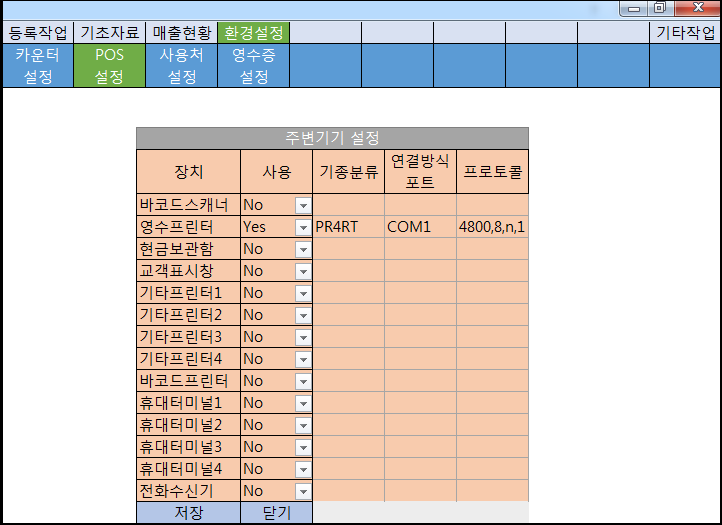 등록작업 기초자료 매출현황 환경설정 기타작업
카운터 POS 사용처 영수증
설정 설정 설정 설정
주변기기 설정
장치 사용 기종분류 연결방식 프로토콜
포트
바코드스캐너 No
영수프린터 Yes PR4RT COM1 4800,8,n,1
현금보관함 No
교객표시창 No
기타프린터1 No
기타프린터2 No
기타프린터3 No
기타프린터4 No
바코드프린터 No
휴대터미널1 No
휴대터미널2 No
휴대터미널3 No
휴대터미널4 No
전화수신기 No
저장 닫기